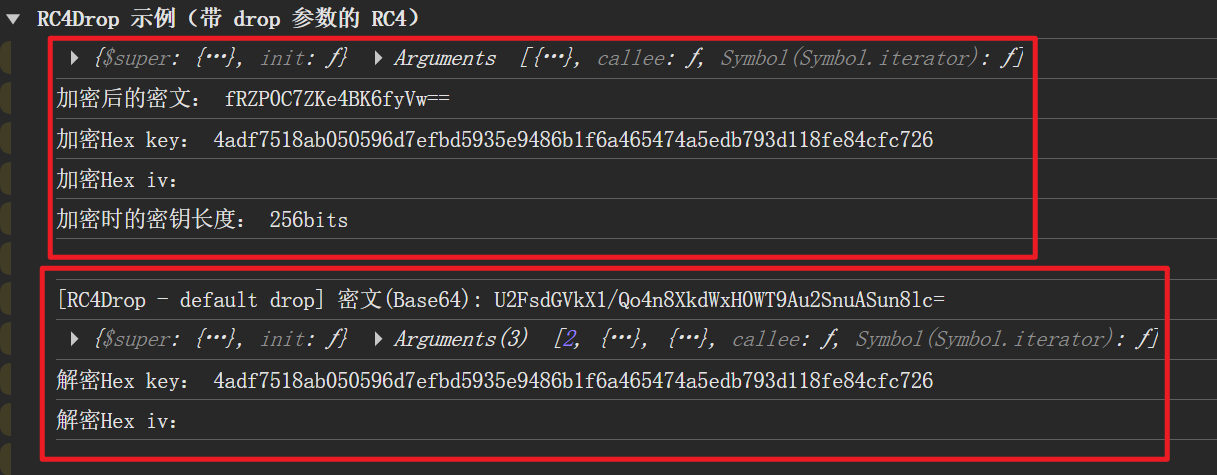 ▼ RC4Drop 示例（带 drop 参数的 RC4）
▶ {$super: {…}, init: ƒ} ▶ Arguments [{…}, callee: ƒ, Symbol(Symbol.iterator): ƒ]
加密后的密文： fRZP0C7ZKe4BK6fyVw==
加密Hex key： 4adf7518ab050596d7efbd5935e9486b1f6a465474a5edb793d118fe84cfc726
加密Hex iv：
加密时的密钥长度： 256bits
[RC4Drop - default drop] 密文(Base64): U2FsdGVkX1/Qo4n8XkdWxH0WT9Au2SnuASun8lc=
▶ {$super: {…}, init: ƒ} ▶ Arguments(3) [2, {…}, {…}, callee: ƒ, Symbol(Symbol.iterator): ƒ]
解密Hex key： 4adf7518ab050596d7efbd5935e9486b1f6a465474a5edb793d118fe84cfc726
解密Hex iv：